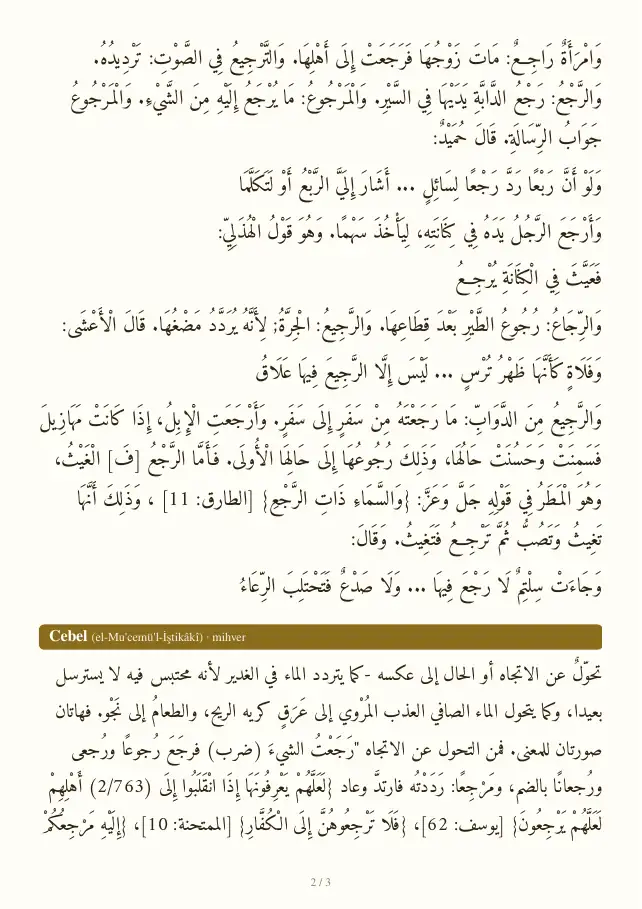 وَامْرَأَةٌ رَاجِعٌ: مَاتَ زَوْجُهَا فَرَجَعَتْ إِلَى أَهْلِهَا. وَالتَّرْجِيعُ فِي الصَّوْتِ: تَرْدِيدُهُ.
وَالرَّجْعُ: رَجْعُ الدَّابَّةِ يَدَيْهَا فِي السَّيْرِ. وَالْمَرْجُوعُ: مَا يُرْجَعُ إِلَيْهِ مِنَ الشَّيْءِ. وَالْمَرْجُوعُ
جَوَابُ الرِّسَالَةِ. قَالَ حُمَيْدٌ:
وَلَوْ أَنَّ رَبْعًا رَدَّ رَجْعًا لِسَائِلٍ ... أَشَارَ إِلَيَّ الرَّبْعُ أَوْ لَتَكَلَّمَا
وَأَرْجَعَ الرَّجُلُ يَدَهُ فِي كِنَانَتِهِ، لِيَأْخُذَ سَهْمًا. وَهُوَ قَوْلُ الْهُذَلِيِّ:
فَعَيَّثَ فِي الْكِنَانَةِ يُرْجِعُ
وَالرِّجَاعُ: رُجُوعُ الطَّيْرِ بَعْدَ قِطَاعِهَا. وَالرَّجِيعُ: الْجِرَّةُ; لِأَنَّهُ يُرَدَّدُ مَضْغُهَا. قَالَ الْأَعْشَى:
وَفَلَاةٍ كَأَنَّهَا ظَهْرُ تُرْسٍ ... لَيْسَ إِلَّا الرَّجِيعَ فِيهَا عَلَاقُ
وَالرَّجِيعُ مِنَ الدَّوَابِّ: مَا رَجَعْتَهُ مِنْ سَفَرٍ إِلَى سَفَرٍ. وَأَرْجَعَتِ الْإِبِلُ، إِذَا كَانَتْ مَهَازِيلَ
فَسَمِنَتْ وَحَسُنَتْ حَالُهَا، وَذَلِكَ رُجُوعُهَا إِلَى حَالِهَا الْأُولَى. فَأَمَّا الرَّجْعُ [فَ] الْغَيْثُ،
وَهُوَ الْمَطَرُ فِي قَوْلِهِ جَلَّ وَعَزَّ: {وَالسَّمَاءِ ذَاتِ الرَّجْعِ} [الطارق: 11] ، وَذَلِكَ أَنَّهَا
تَغِيثُ وَتَصُبُّ ثُمَّ تَرْجِعُ فَتَغِيثُ. وَقَالَ:
وَجَاءَتْ سِلْتِمٌ لَا رَجْعَ فِيهَا ... وَلَا صَدْعٌ فَتَحْتَلِبَ الرِّعَاءُ
Cebel (el-Mu'cemü'l-İştikâkî) · mihver
تحوّلٌ عن الاتجاه أو الحال إلى عكسه -كما يتردد الماء في الغدير لأنه محتبس فيه لا يسترسل
بعيدا، وكما يتحول الماء الصافي العذب المُرْوي إلى عَرَقٍ كريه الريح، والطعامُ إلى نَجْو. فهاتان
صورتان للمعنى. فمن التحول عن الاتجاه "رَجَعْتُ الشيءَ (ضرب) فرجَعَ رُجوعًا ورُجعى
ورُجعانًا بالضم، ومَرْجِعًا: رَدَدْتُه فارتدَّ وعاد {لَعَلَّهُمْ يَعْرِفُونَهَا إِذَا انْقَلَبُوا إِلَى (2/763) أَهْلِهِمْ
لَعَلَّهُمْ يَرْجِعُونَ} [يوسف: 62]، {فَلَا تَرْجِعُوهُنَّ إِلَى الْكُفَّارِ} [الممتحنة: 10]، {إِلَيْهِ مَرْجِعُكُمْ
2 / 3